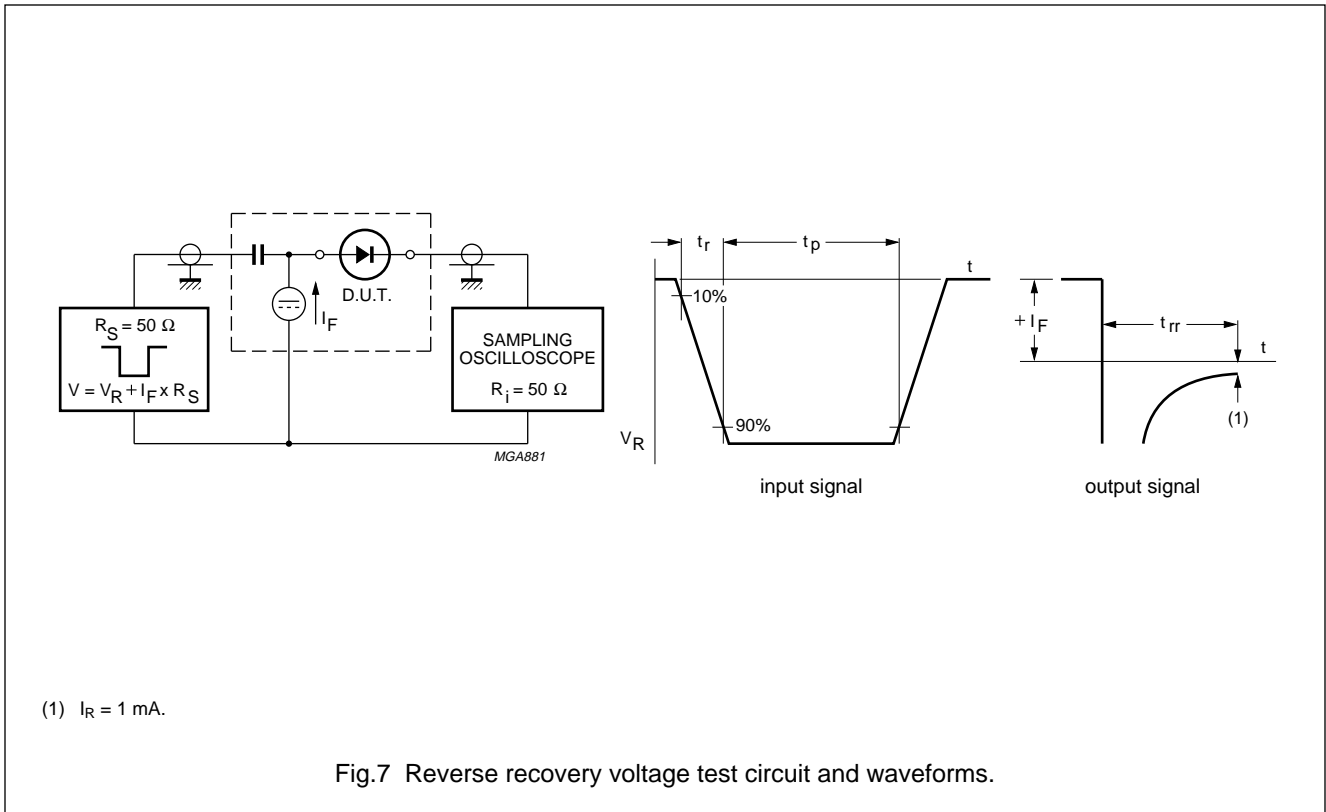 R_S = 50 Ω
V = V_R + I_F x R_S
I_F
D.U.T.
SAMPLING
OSCILLOSCOPE
R_i = 50 Ω
MGA881
t_r
t_p
t
10%
90%
V_R
input signal
+ I_F
t_rr
t
(1)
output signal
(1) I_R = 1 mA.
Fig.7 Reverse recovery voltage test circuit and waveforms.